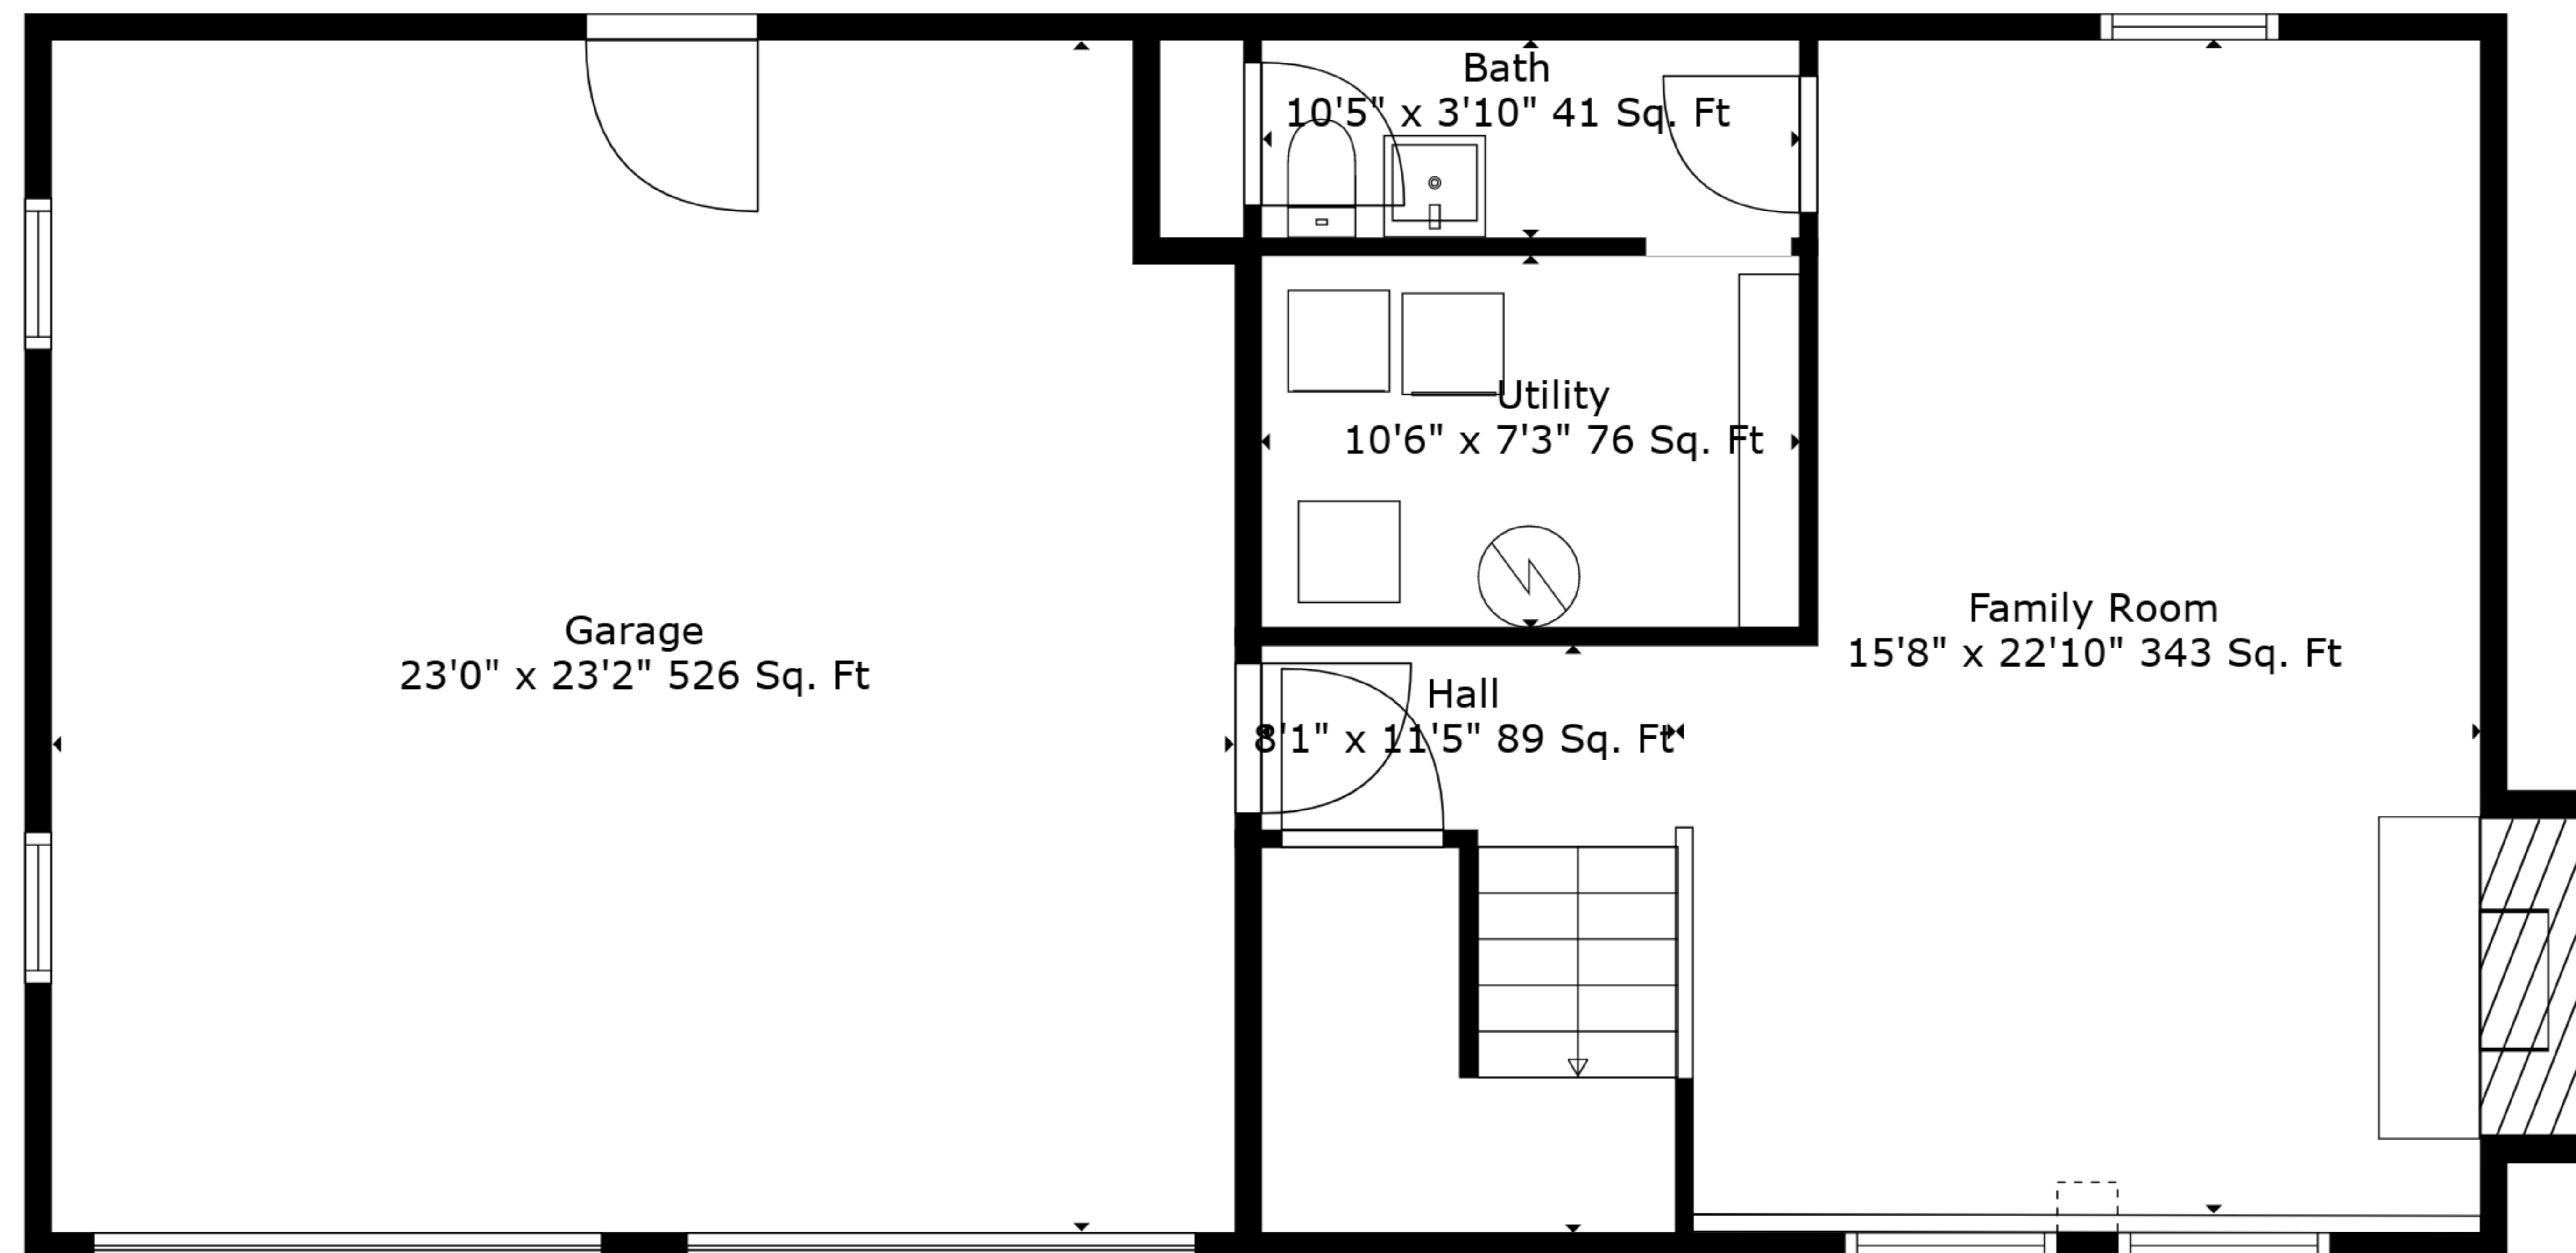 Bath
10'5" x 3'10" 41 Sq. Ft
Utility
10'6" x 7'3" 76 Sq. Ft
Garage
23'0" x 23'2" 526 Sq. Ft
Family Room
15'8" x 22'10" 343 Sq. Ft
Hall
8'1" x 11'5" 89 Sq. Ft